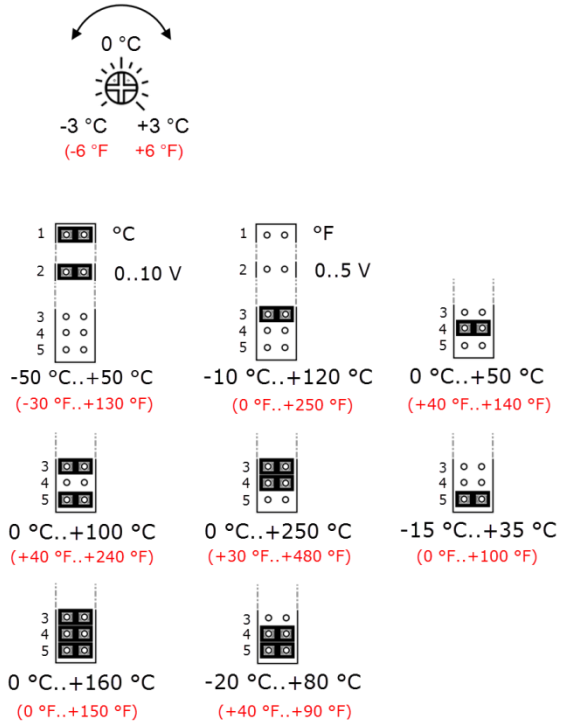 0 °C
-3 °C +3 °C
(-6 °F +6 °F)
1 °C
2 0..10 V
3
4
5
-50 °C..+50 °C
(-30 °F..+130 °F)
1 °F
2 0..5 V
3
4
5
-10 °C..+120 °C
(0 °F..+250 °F)
3
4
5
0 °C..+50 °C
(+40 °F..+140 °F)
3
4
5
0 °C..+100 °C
(+40 °F..+240 °F)
3
4
5
0 °C..+250 °C
(+30 °F..+480 °F)
3
4
5
-15 °C..+35 °C
(0 °F..+100 °F)
3
4
5
0 °C..+160 °C
(0 °F..+150 °F)
3
4
5
-20 °C..+80 °C
(+40 °F..+90 °F)